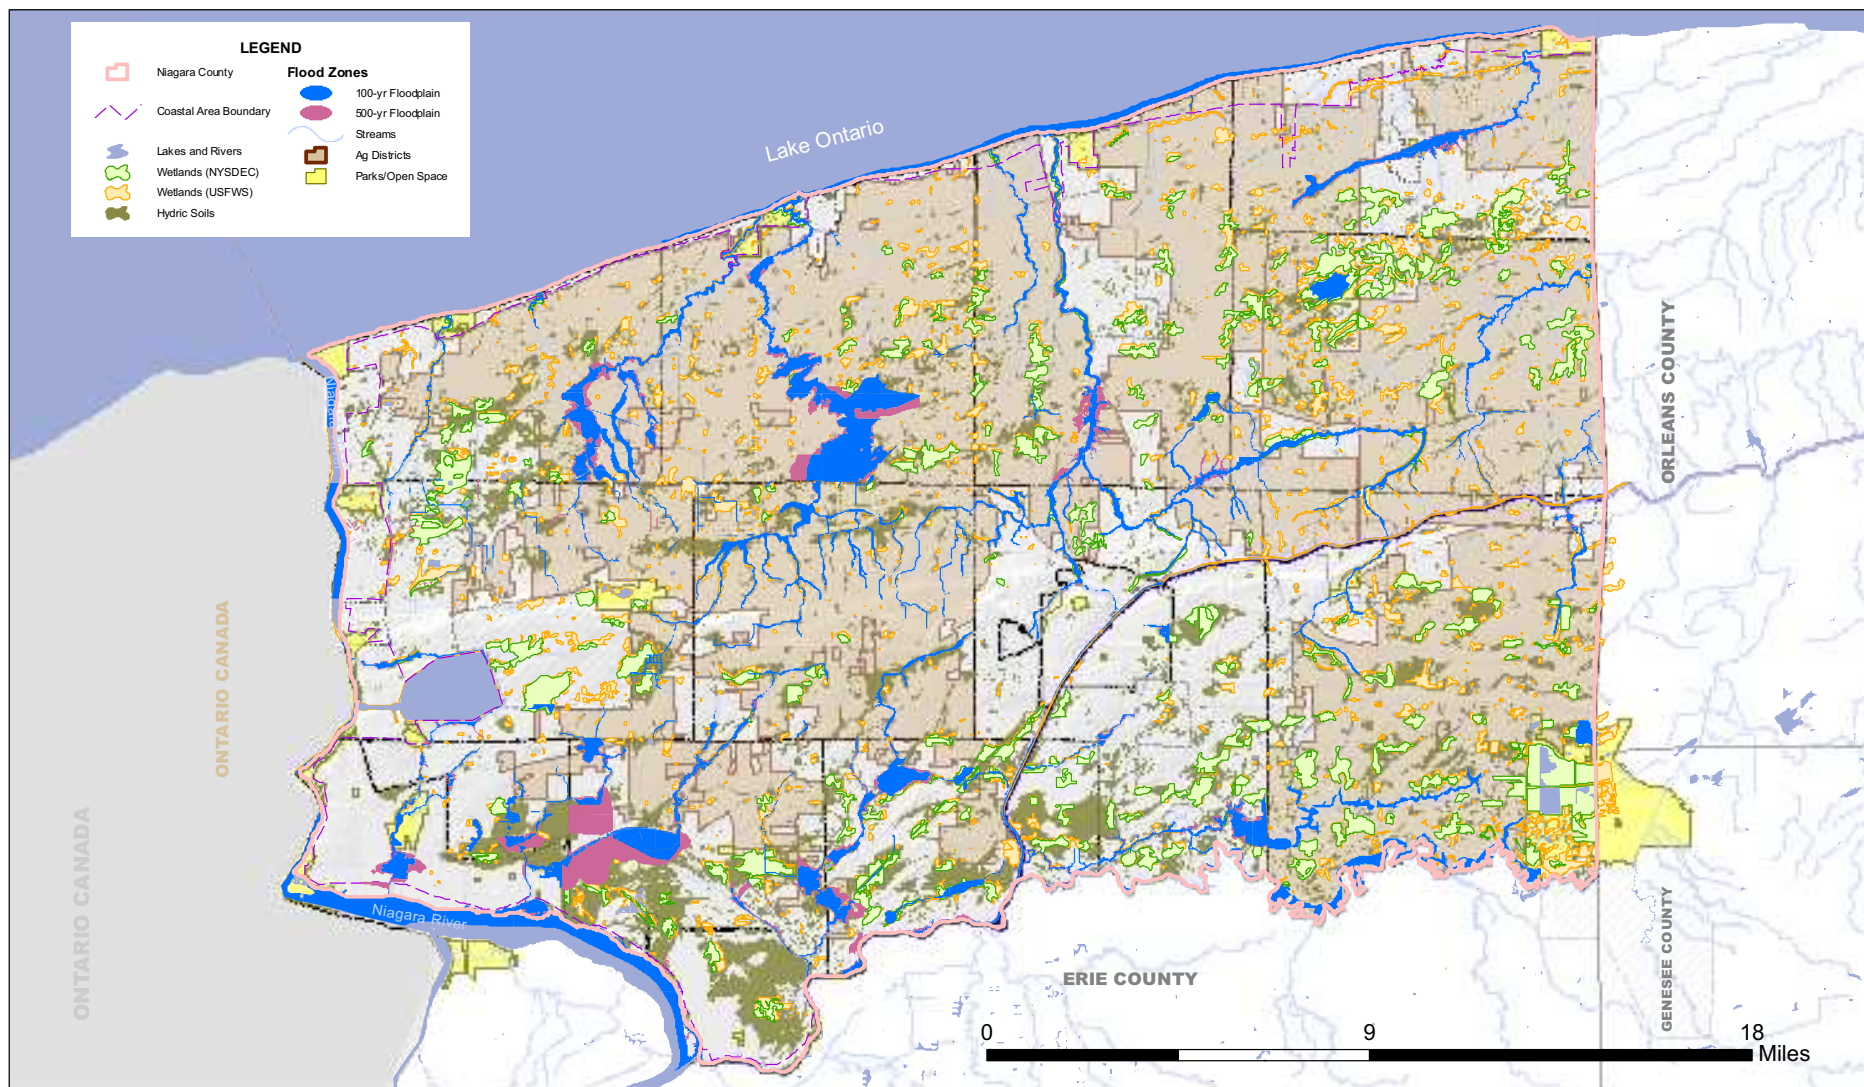 LEGEND
Niagara County
Coastal Area Boundary
Lakes and Rivers
Wetlands (NYSDEC)
Wetlands (USFWS)
Hydric Soils
Flood Zones
100-yr Floodplain
500-yr Floodplain
Streams
Ag Districts
Parks/Open Space
Lake Ontario
Niagara
ORLEANS COUNTY
ONTARIO CANADA
ONTARIO CANADA
Niagara River
ERIE COUNTY
GENESEE COUNTY
0 9 18
Miles